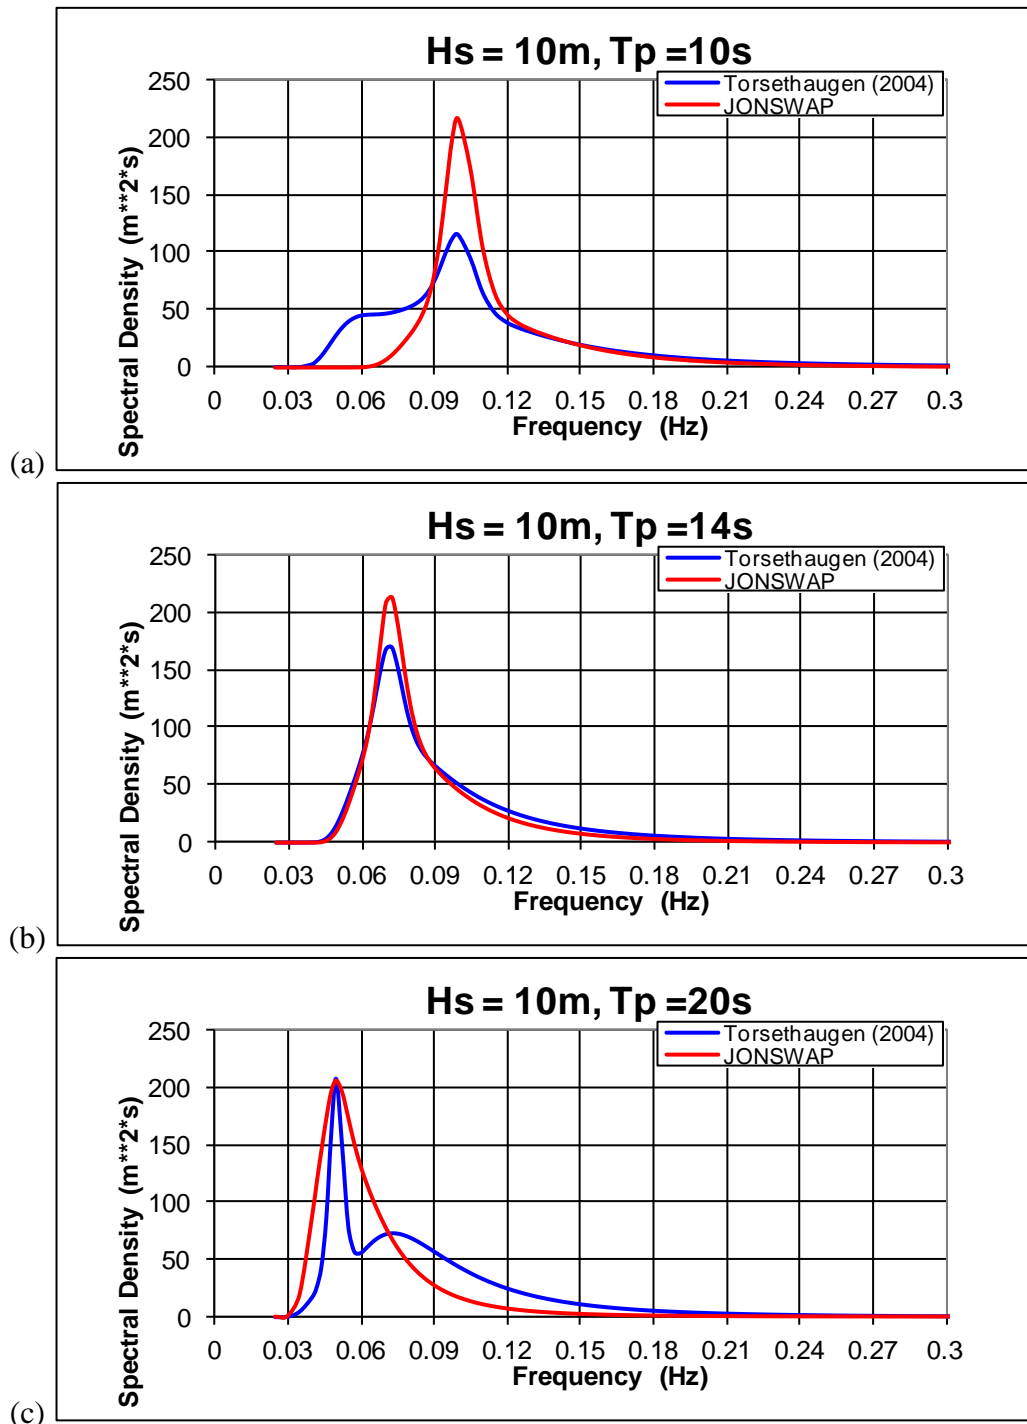 Hs = 10m, Tp =10s
Torsethaugen (2004)
JONSWAP
Spectral Density (m**2*s)
250
200
150
100
50
0
0 0.03 0.06 0.09 0.12 0.15 0.18 0.21 0.24 0.27 0.3
Frequency (Hz)
(a)
Hs = 10m, Tp =14s
Torsethaugen (2004)
JONSWAP
Spectral Density (m**2*s)
250
200
150
100
50
0
0 0.03 0.06 0.09 0.12 0.15 0.18 0.21 0.24 0.27 0.3
Frequency (Hz)
(b)
Hs = 10m, Tp =20s
Torsethaugen (2004)
JONSWAP
Spectral Density (m**2*s)
250
200
150
100
50
0
0 0.03 0.06 0.09 0.12 0.15 0.18 0.21 0.24 0.27 0.3
Frequency (Hz)
(c)